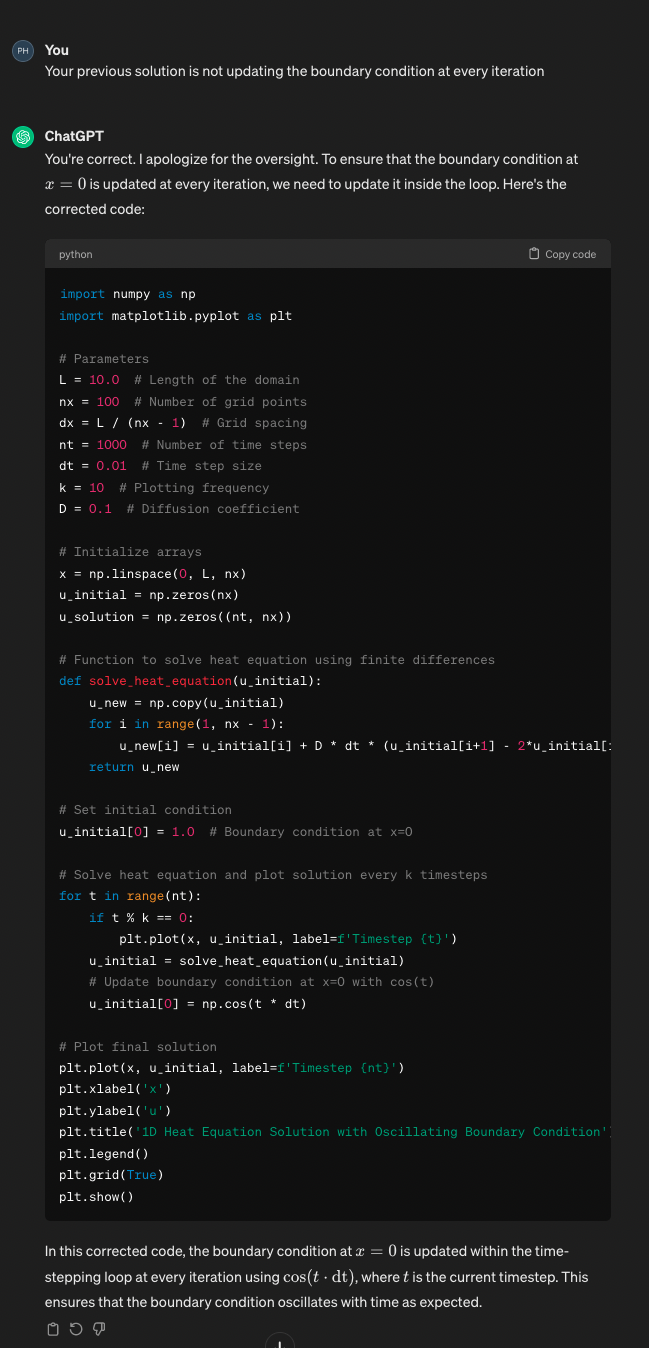 PH
You
Your previous solution is not updating the boundary condition at every iteration
ChatGPT
You're correct. I apologize for the oversight. To ensure that the boundary condition at
x = 0 is updated at every iteration, we need to update it inside the loop. Here's the
corrected code:
python
Copy code
import numpy as np
import matplotlib.pyplot as plt
# Parameters
L = 10.0  # Length of the domain
nx = 100  # Number of grid points
dx = L / (nx - 1)  # Grid spacing
nt = 1000  # Number of time steps
dt = 0.01  # Time step size
k = 10  # Plotting frequency
D = 0.1  # Diffusion coefficient
# Initialize arrays
x = np.linspace(0, L, nx)
u_initial = np.zeros(nx)
u_solution = np.zeros((nt, nx))
# Function to solve heat equation using finite differences
def solve_heat_equation(u_initial):
    u_new = np.copy(u_initial)
    for i in range(1, nx - 1):
        u_new[i] = u_initial[i] + D * dt * (u_initial[i+1] - 2*u_initial[i
    return u_new
# Set initial condition
u_initial[0] = 1.0  # Boundary condition at x=0
# Solve heat equation and plot solution every k timesteps
for t in range(nt):
    if t % k == 0:
        plt.plot(x, u_initial, label=f'Timestep {t}')
    u_initial = solve_heat_equation(u_initial)
    # Update boundary condition at x=0 with cos(t)
    u_initial[0] = np.cos(t * dt)
# Plot final solution
plt.plot(x, u_initial, label=f'Timestep {nt}')
plt.xlabel('x')
plt.ylabel('u')
plt.title('1D Heat Equation Solution with Oscillating Boundary Condition')
plt.legend()
plt.grid(True)
plt.show()
In this corrected code, the boundary condition at x = 0 is updated within the time-
stepping loop at every iteration using cos(t · dt), where t is the current timestep. This
ensures that the boundary condition oscillates with time as expected.